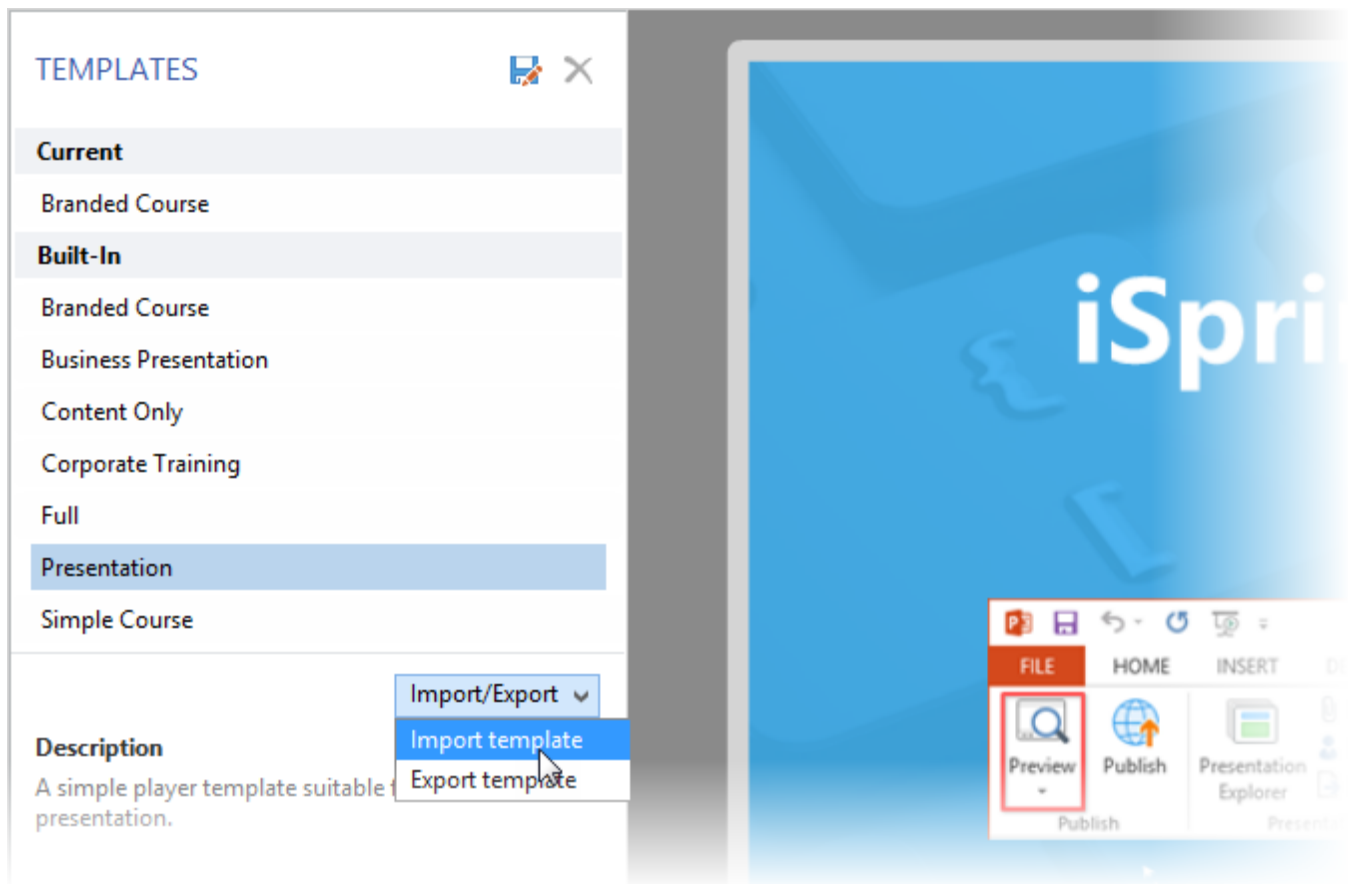 TEMPLATES
Current
Branded Course
Built-In
Branded Course
Business Presentation
Content Only
Corporate Training
Full
Presentation
Simple Course
Import/Export
Import template
Export template
Description
A simple player template suitable
presentation.
iSpri
FILE HOME INSERT
Preview Publish Presentation
Explorer
Publish